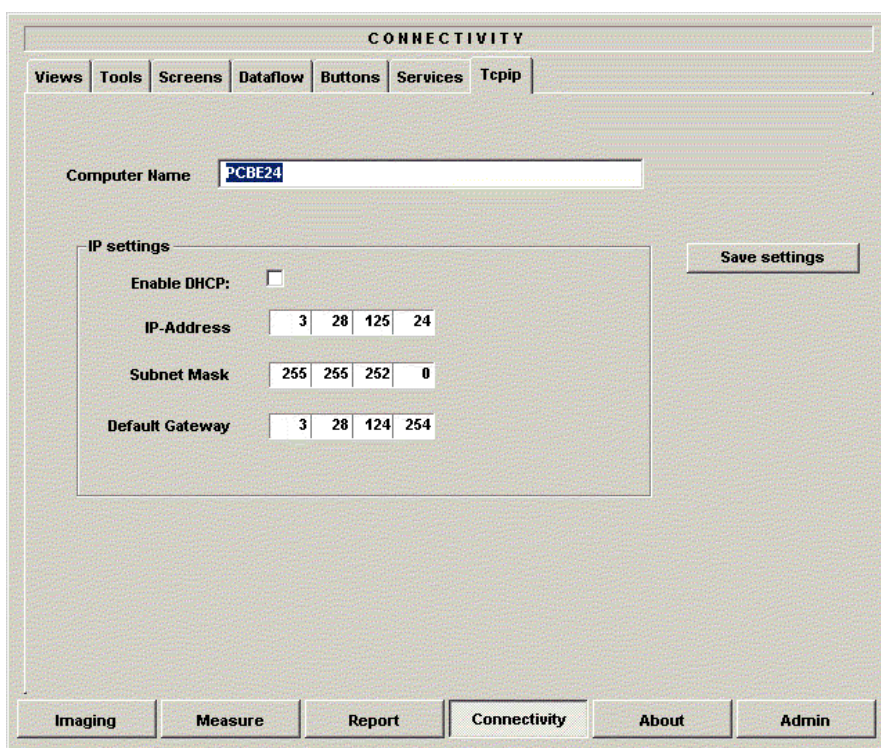 CONNECTIVITY
Views Tools Screens Dataflow Buttons Services Tcpip
Computer Name PCBE24
IP settings
Save settings
Enable DHCP:
IP-Address 3 28 125 24
Subnet Mask 255 255 252 0
Default Gateway 3 28 124 254
Imaging Measure Report Connectivity About Admin